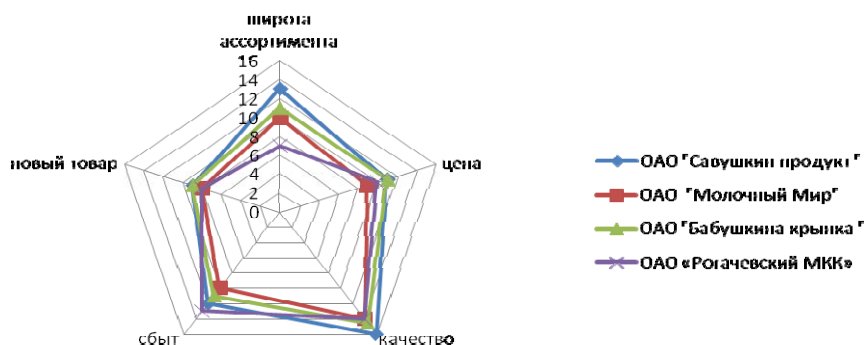 широта
ассортимента
16
14
12
10
8
6
4
2
0
новый товар
цена
сбыт
качество
ОАО "Савушкин продукт"
ОАО "Молочный Мир"
ОАО "Бабушкина крынка"
ОАО «Рогачевский МКК»